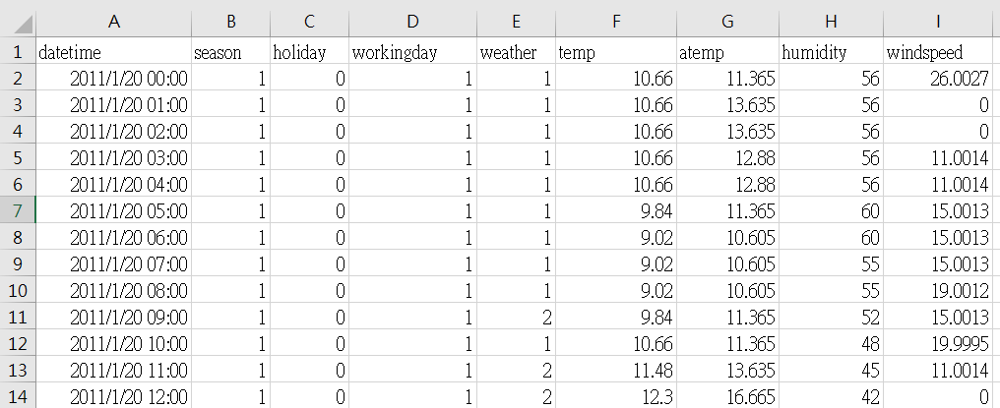 A B C D E F G H I
1 datetime season holiday workingday weather temp atemp humidity windspeed
2 2011/1/20 00:00 1 0 1 1 10.66 11.365 56 26.0027
3 2011/1/20 01:00 1 0 1 1 10.66 13.635 56 0
4 2011/1/20 02:00 1 0 1 1 10.66 13.635 56 0
5 2011/1/20 03:00 1 0 1 1 10.66 12.88 56 11.0014
6 2011/1/20 04:00 1 0 1 1 10.66 12.88 56 11.0014
7 2011/1/20 05:00 1 0 1 1 9.84 11.365 60 15.0013
8 2011/1/20 06:00 1 0 1 1 9.02 10.605 60 15.0013
9 2011/1/20 07:00 1 0 1 1 9.02 10.605 55 15.0013
10 2011/1/20 08:00 1 0 1 1 9.02 10.605 55 19.0012
11 2011/1/20 09:00 1 0 1 2 9.84 11.365 52 15.0013
12 2011/1/20 10:00 1 0 1 1 10.66 11.365 48 19.9995
13 2011/1/20 11:00 1 0 1 2 11.48 13.635 45 11.0014
14 2011/1/20 12:00 1 0 1 2 12.3 16.665 42 0